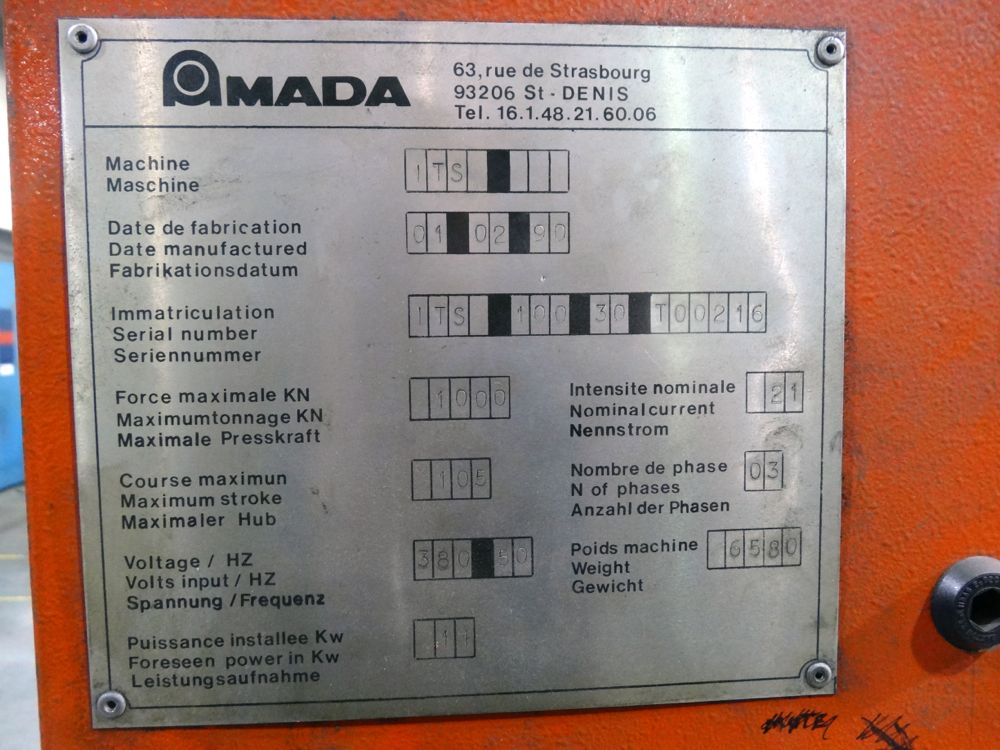 AMADA
63, rue de Strasbourg
93206 St - DENIS
Tel. 16.1.48.21.60.06
Machine
Maschine
ITS
Date de fabrication
Date manufactured
Fabrikationsdatum
01 02 90
Immatriculation
Serial number
Seriennummer
ITS 100 30 T00216
Force maximale KN
Maximumtonnage KN
Maximale Presskraft
1000
Intensite nominale
Nominal current
Nennstrom
21
Course maximun
Maximum stroke
Maximaler Hub
105
Nombre de phase
N of phases
Anzahl der Phasen
03
Voltage / HZ
Volts input / HZ
Spannung / Frequenz
380 50
Poids machine
Weight
Gewicht
6580
Puissance installee Kw
Foreseen power in Kw
Leistungsaufnahme
11